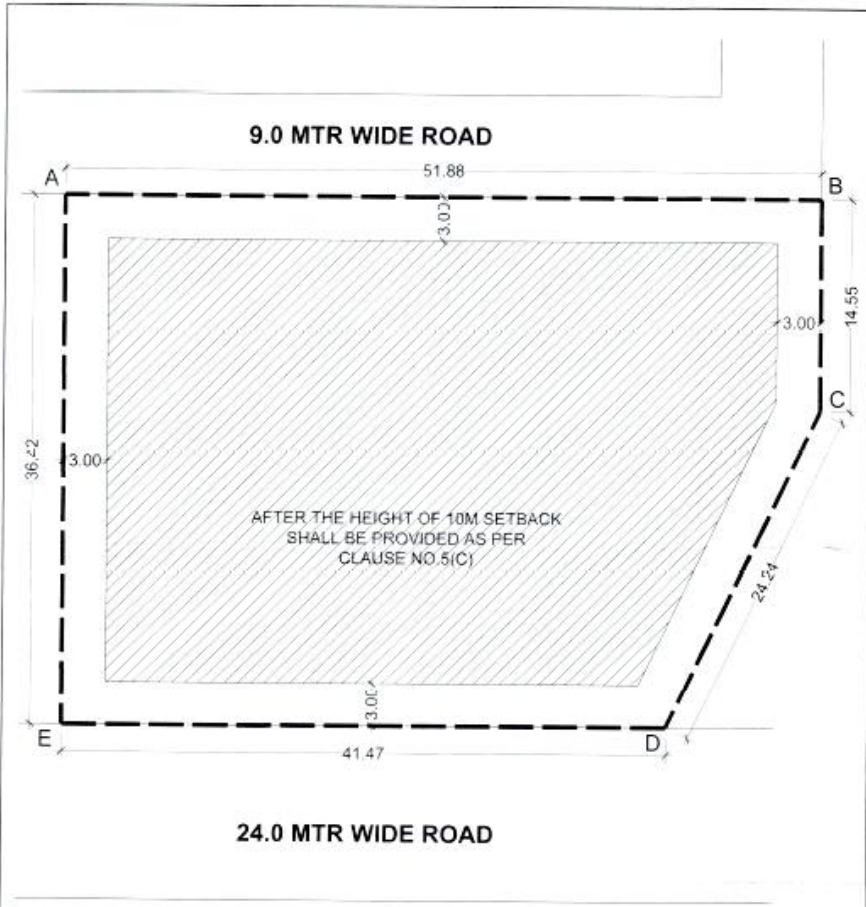 9.0 MTR WIDE ROAD
51.88
A
B
3.00
14.55
3.00
C
36.42
3.00
AFTER THE HEIGHT OF 10M SETBACK
SHALL BE PROVIDED AS PER
CLAUSE NO.5(C)
24.24
3.00
E
D
41.47
24.0 MTR WIDE ROAD